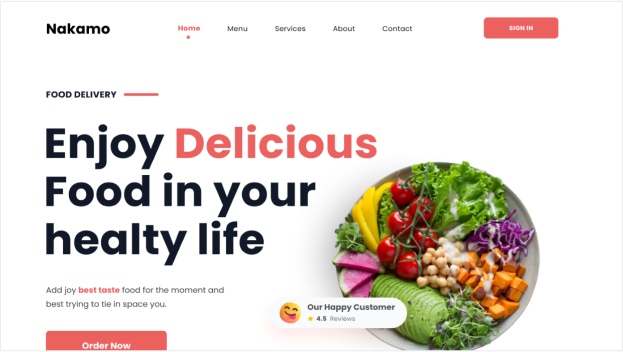 Nakamo
Home
Menu
Services
About
Contact
SIGN IN
FOOD DELIVERY
Enjoy Delicious
Food in your
healty life
Add joy best taste food for the moment and
best trying to tie in space you.
Our Happy Customer
4.5 Reviews
Order Now